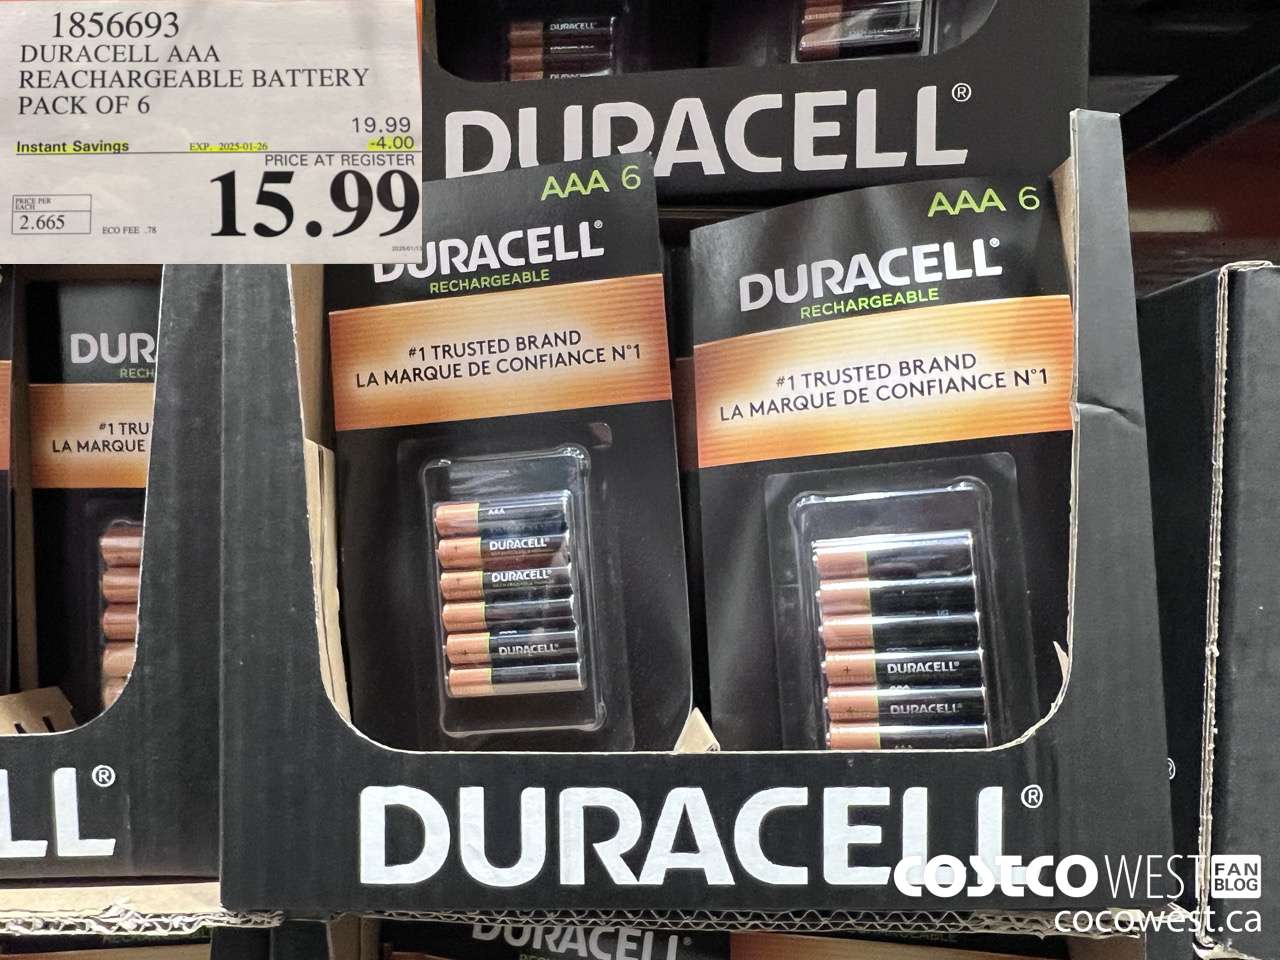 1856693
DURACELL AAA
REACHARGEABLE BATTERY
PACK OF 6
19.99
Instant Savings EXP. 2025-01-26 -4.00
PRICE AT REGISTER
15.99
PRICE PER
EACH
2.665
ECO FEE .78
DURACELL
DURACELL®
AAA 6
DURACELL®
RECHARGEABLE
#1 TRUSTED BRAND
LA MARQUE DE CONFIANCE N°1
AAA
DURACELL
DURACELL
DURACELL
AAA 6
DURACELL®
RECHARGEABLE
#1 TRUSTED BRAND
LA MARQUE DE CONFIANCE N°1
DURACELL
DURACELL
AAA
DUR
RECH
#1 TRU
LA MARQUE
LL®
DURACELL®
DURACELL®
COSTCO WEST FAN BLOG
cocowest.ca